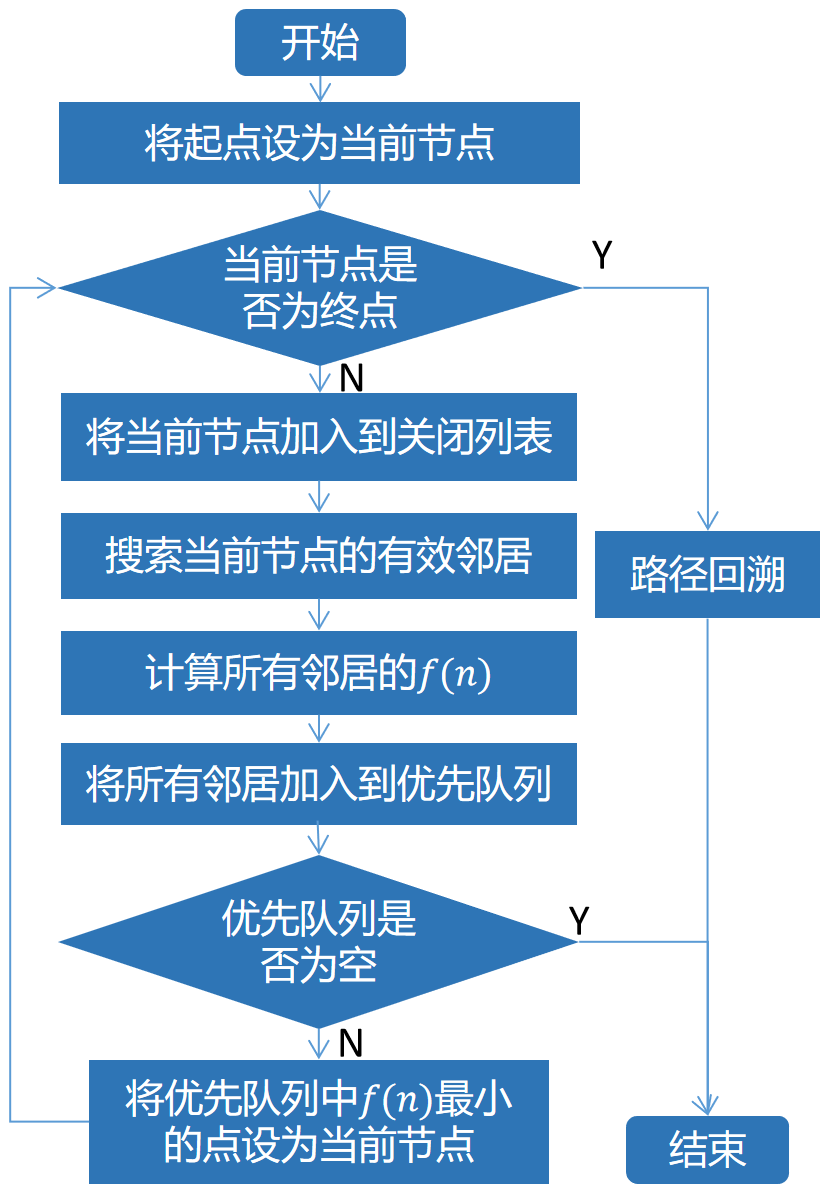 开始
将起点设为当前节点
当前节点是
否为终点
Y
N
将当前节点加入到关闭列表
搜索当前节点的有效邻居
路径回溯
计算所有邻居的f(n)
将所有邻居加入到优先队列
优先队列是
否为空
Y
N
将优先队列中f(n)最小
的点设为当前节点
结束